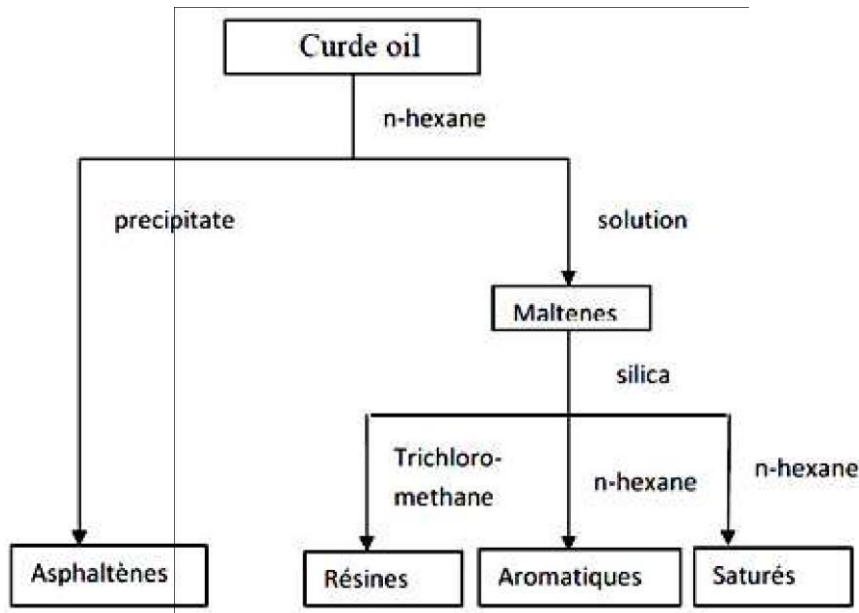 Curde oil
n-hexane
precipitate
solution
Maltenes
silica
Trichloro-
methane
n-hexane
n-hexane
Asphaltènes
Résines
Aromatiques
Saturés